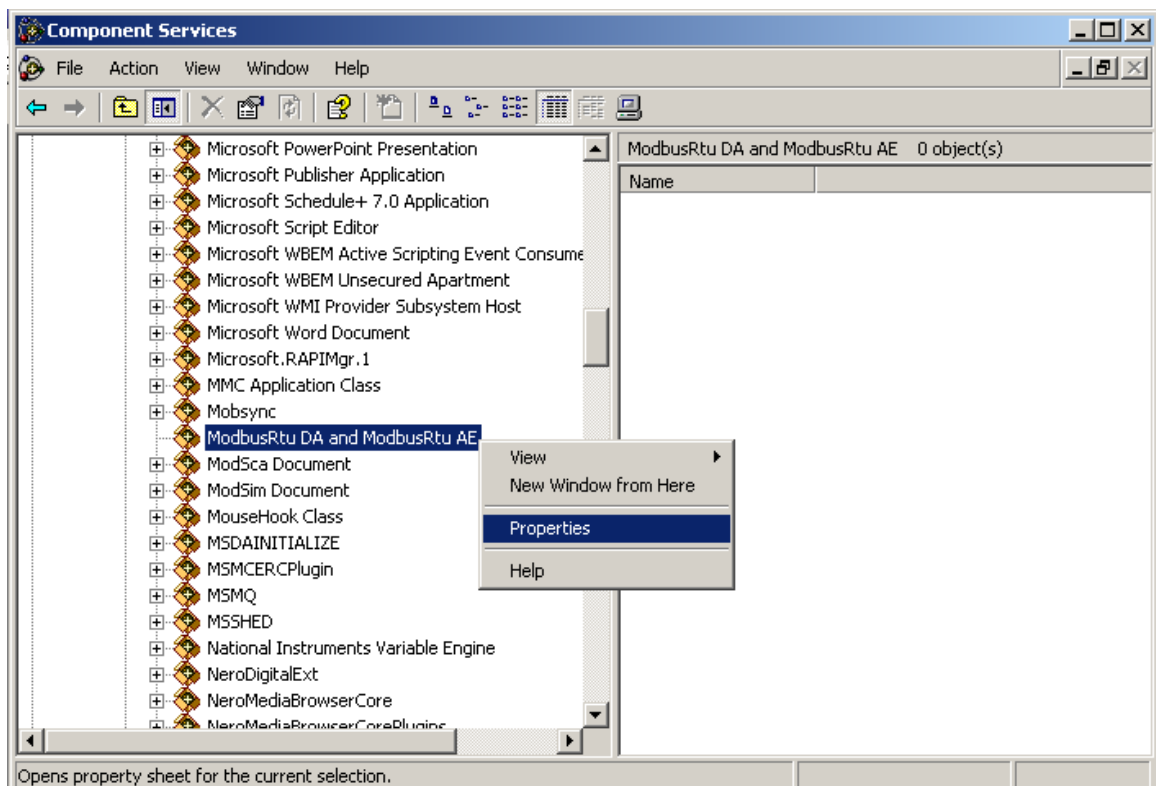 Component Services
File Action View Window Help
ModbusRtu DA and ModbusRtu AE 0 object(s)
Name
Microsoft PowerPoint Presentation
Microsoft Publisher Application
Microsoft Schedule+ 7.0 Application
Microsoft Script Editor
Microsoft WBEM Active Scripting Event Consume
Microsoft WBEM Unsecured Apartment
Microsoft WMI Provider Subsystem Host
Microsoft Word Document
Microsoft.RAPIMgr.1
MMC Application Class
Mobsync
ModbusRtu DA and ModbusRtu AE
ModSca Document
ModSim Document
MouseHook Class
MSDAINITIALIZE
MSMCERCPlugin
MSMQ
MSSHED
National Instruments Variable Engine
NeroDigitalExt
NeroMediaBrowserCore
NeroMediaBrowserCorePlugins
View
New Window from Here
Properties
Help
Opens property sheet for the current selection.